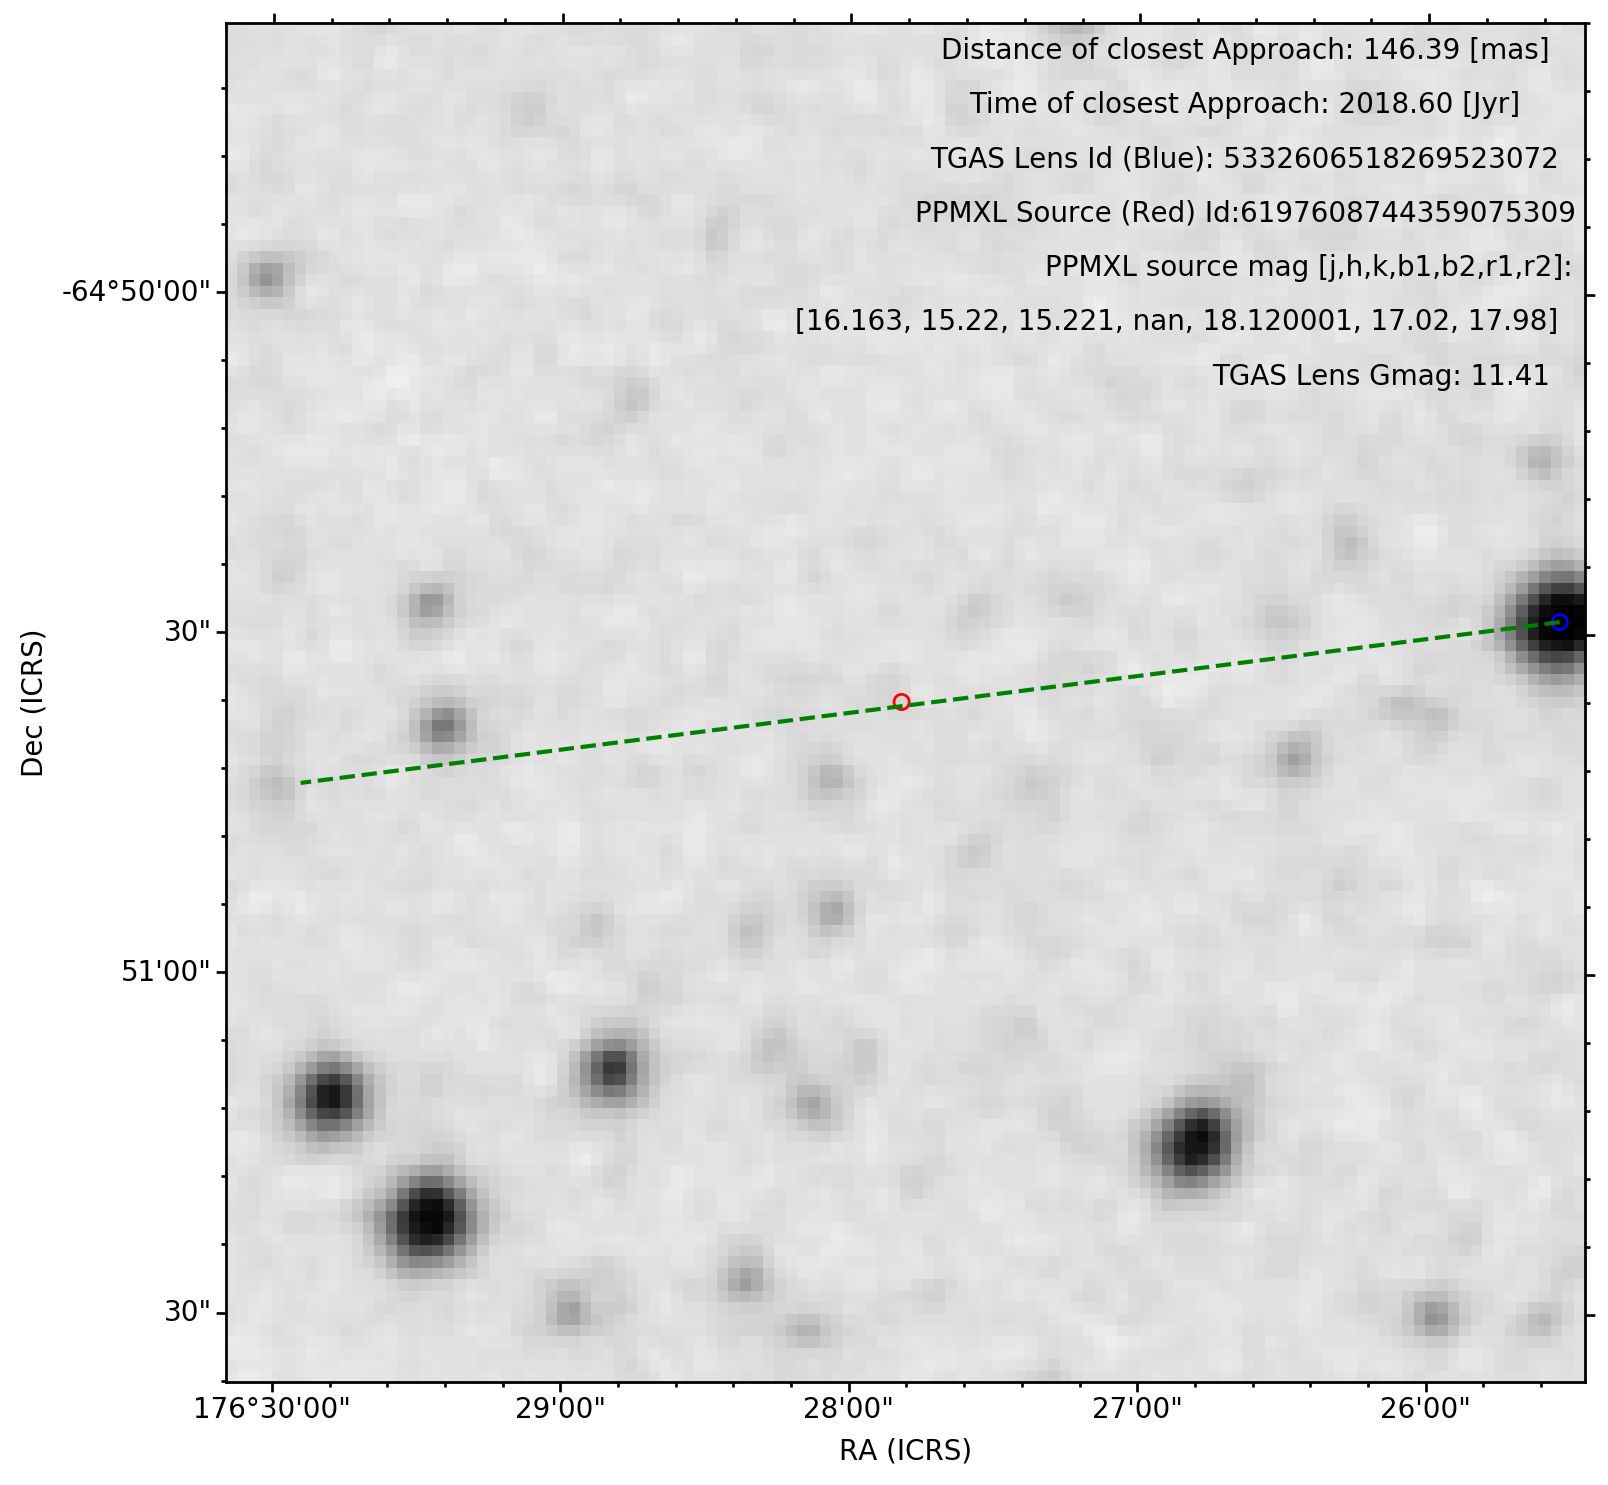 Distance of closest Approach: 146.39 [mas]
Time of closest Approach: 2018.60 [Jyr]
TGAS Lens Id (Blue): 5332606518269523072
PPMXL Source (Red) Id:6197608744359075309
PPMXL source mag [j,h,k,b1,b2,r1,r2]:
[16.163, 15.22, 15.221, nan, 18.120001, 17.02, 17.98]
TGAS Lens Gmag: 11.41
-64°50'00"
30"
51'00"
30"
Dec (ICRS)
176°30'00" 29'00" 28'00" 27'00" 26'00"
RA (ICRS)